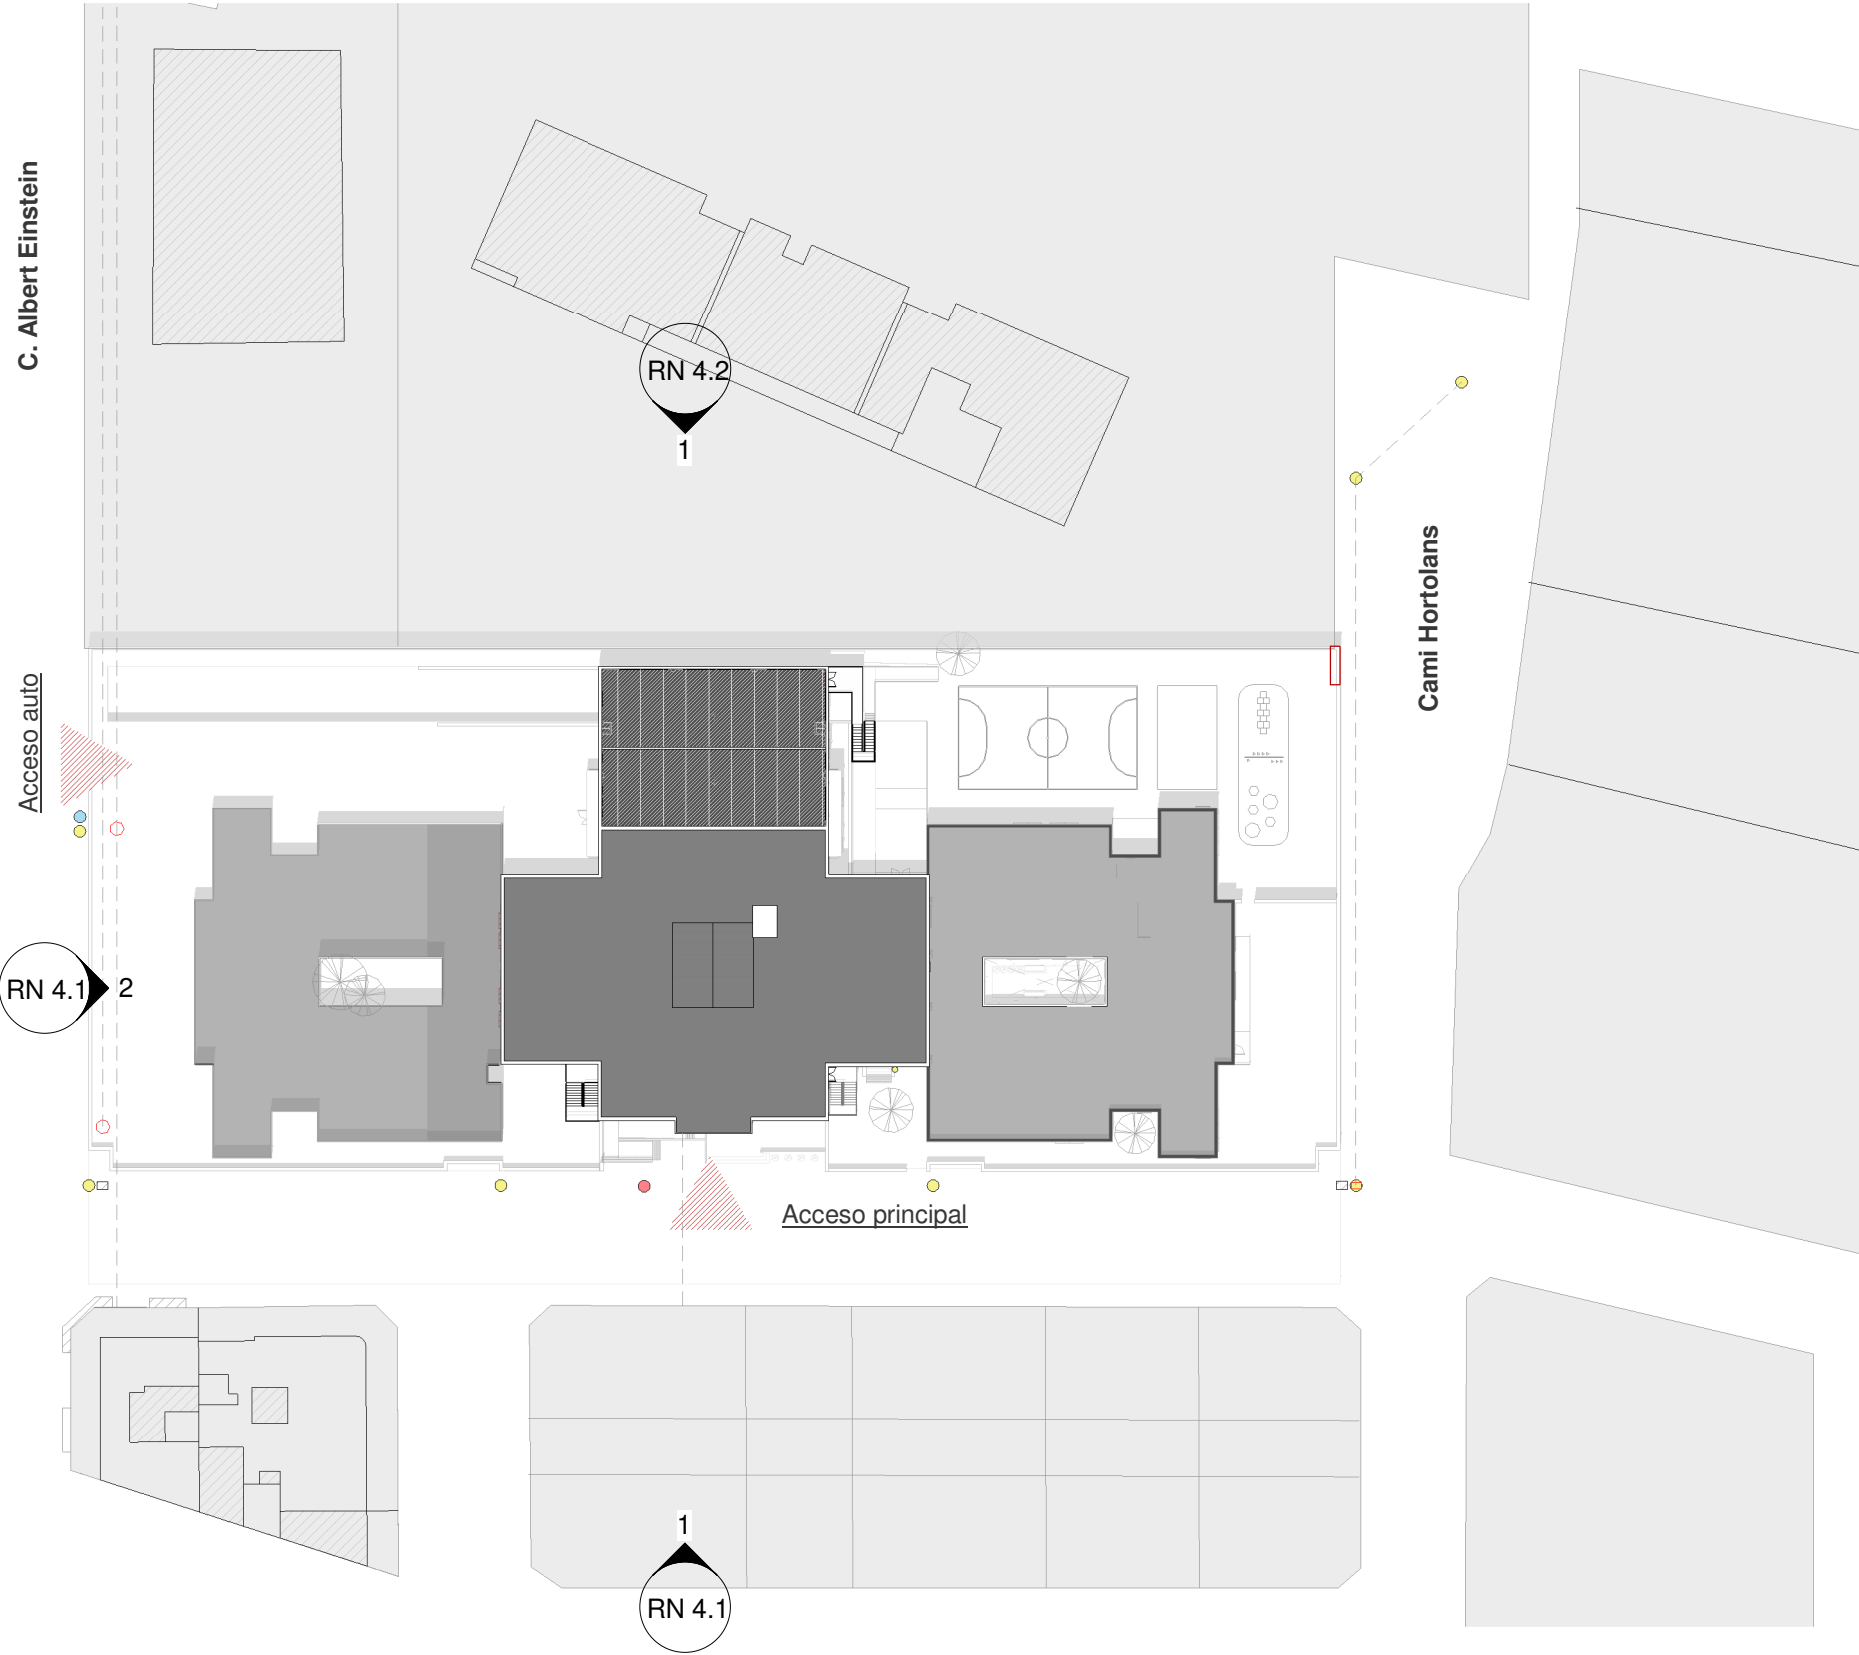 C. Albert Einstein
RN 4.2
1
Cami Hortolans
Acceso auto
RN 4.1
2
Acceso principal
1
RN 4.1